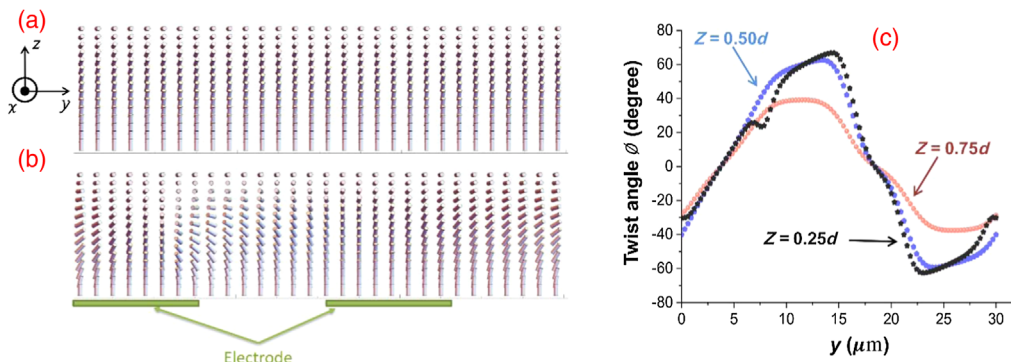 (a)
z
χ
y
(b)
Electrode
(c)
Z = 0.50d
Z = 0.75d
Z = 0.25d
Twist angle Ø (degree)
80
60
40
20
0
-20
-40
-60
-80
0 5 10 15 20 25 30
y (μm)